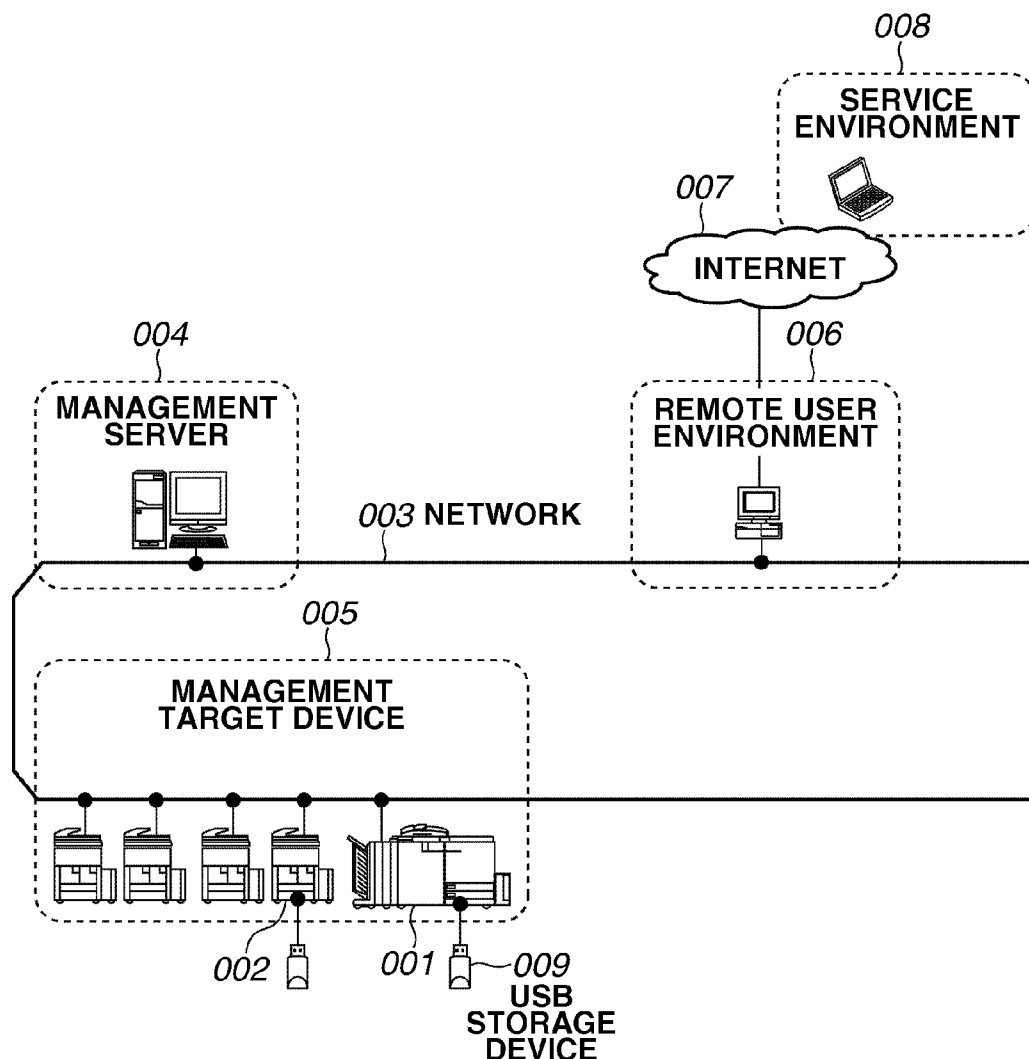 008
SERVICE
ENVIRONMENT
007
INTERNET
004
006
MANAGEMENT
SERVER
REMOTE USER
ENVIRONMENT
003 NETWORK
005
MANAGEMENT
TARGET DEVICE
002
001
009
USB
STORAGE
DEVICE